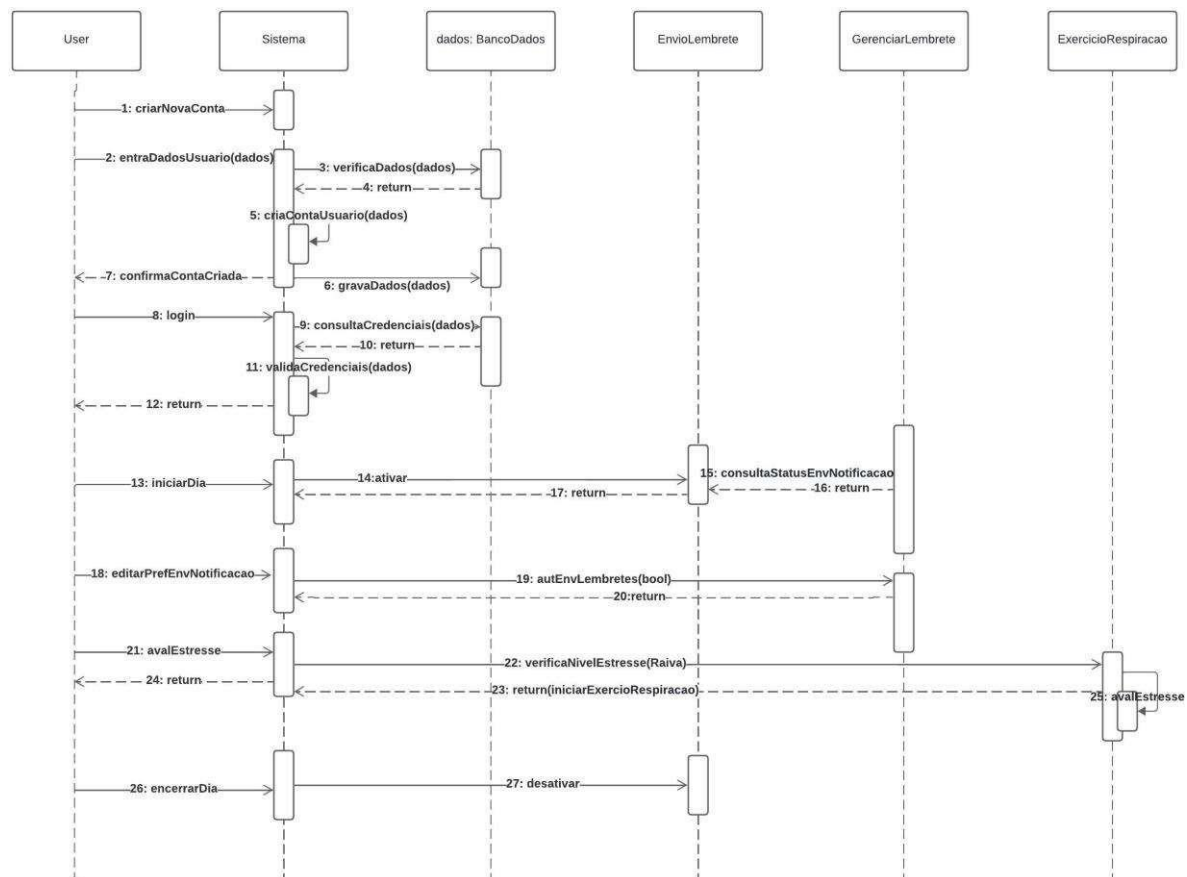 User
Sistema
dados: BancoDados
EnvioLembrete
GerenciarLembrete
ExercicioRespiracao
1: criarNovaConta
2: entraDadosUsuario(dados)
3: verificaDados(dados)
4: return
5: criaContaUsuario(dados)
7: confirmaContaCriada
6: gravaDados(dados)
8: login
9: consultaCredenciais(dados)
10: return
11: validaCredenciais(dados)
12: return
13: iniciarDia
14:ativar
15: consultaStatusEnvNotificacao
16: return
17: return
18: editarPrefEnvNotificacao
19: autEnvLembretes(bool)
20:return
21: avalEstresse
22: verificaNivelEstresse(Raiva)
24: return
23: return(iniciarExercioRespiracao)
25: avalEstresse
26: encerrarDia
27: desativar